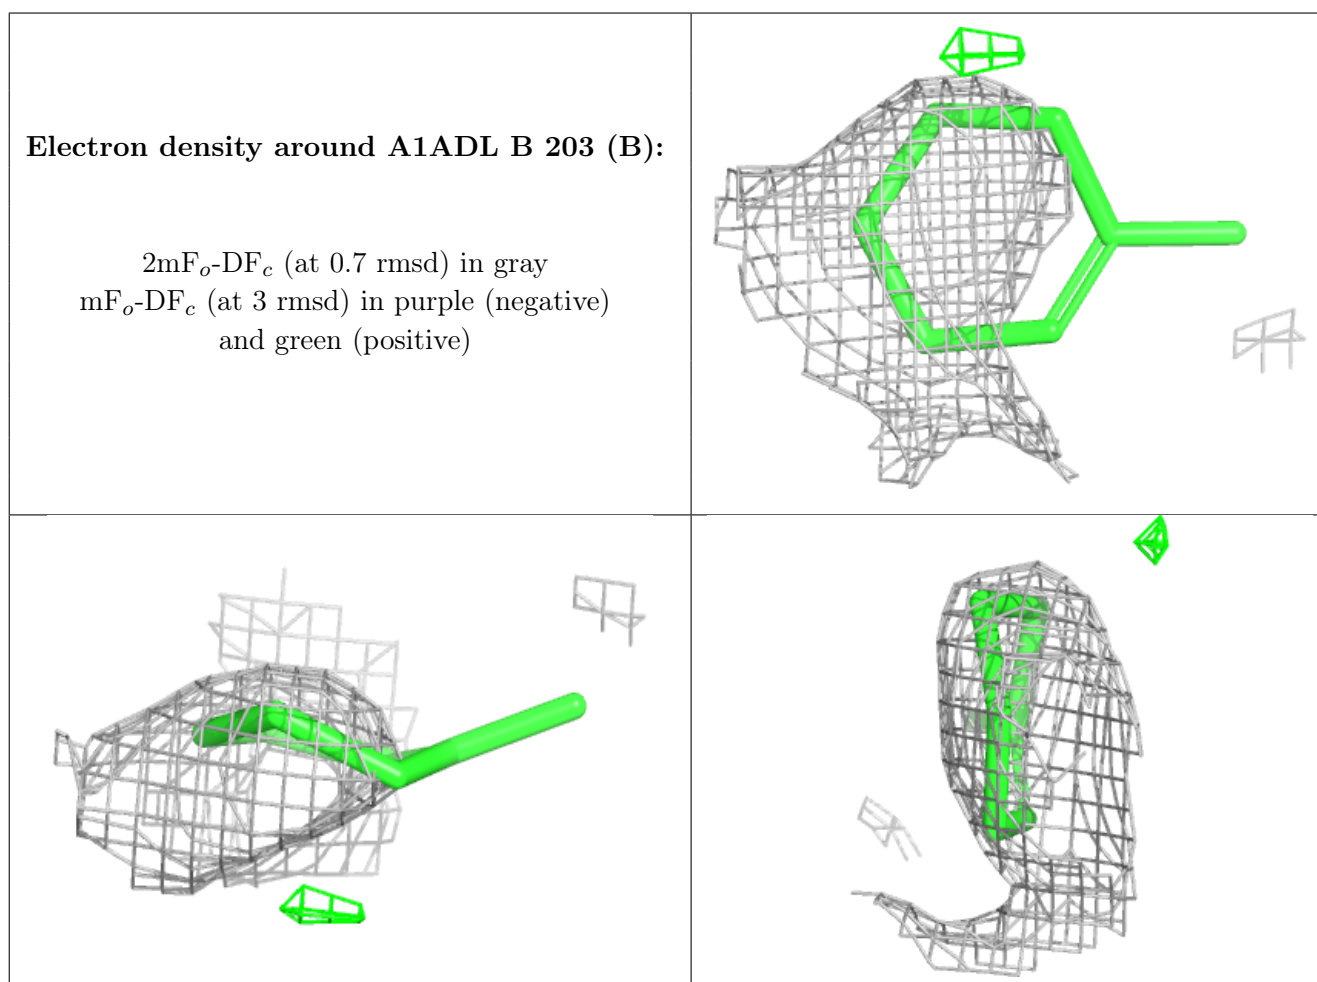 Electron density around A1ADL B 203 (B):
2mFo-DFc (at 0.7 rmsd) in gray
mFo-DFc (at 3 rmsd) in purple (negative)
and green (positive)